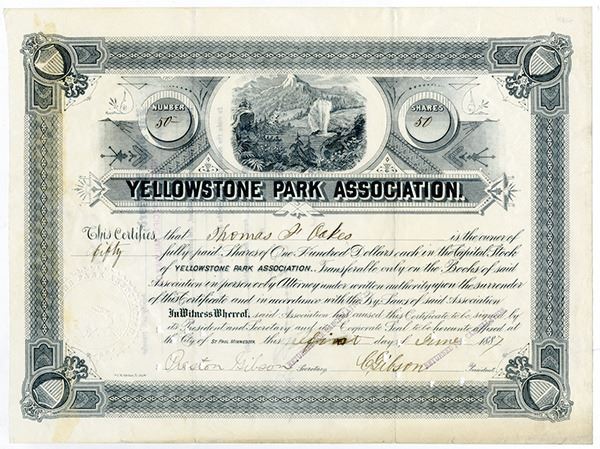 NUMBER
50
SHARES
50
YELLOWSTONE PARK ASSOCIATION.
This Certifies that Thomas F Oakes is the owner of
fifty fully paid Shares of One Hundred Dollars each in the Capital Stock
of YELLOWSTONE PARK ASSOCIATION. Transferable only on the Books of said
Association in person or by Attorney under written authority upon the surrender
of this Certificate and in accordance with the By Laws of said Association
In Witness Whereof, said Association has caused this Certificate to be signed by
its President and Secretary and its Corporate Seal to be hereunto affixed at
the City of ST. PAUL MINNESOTA, this first day of June 1887
Preston Gibson Secretary. C Gibson President.